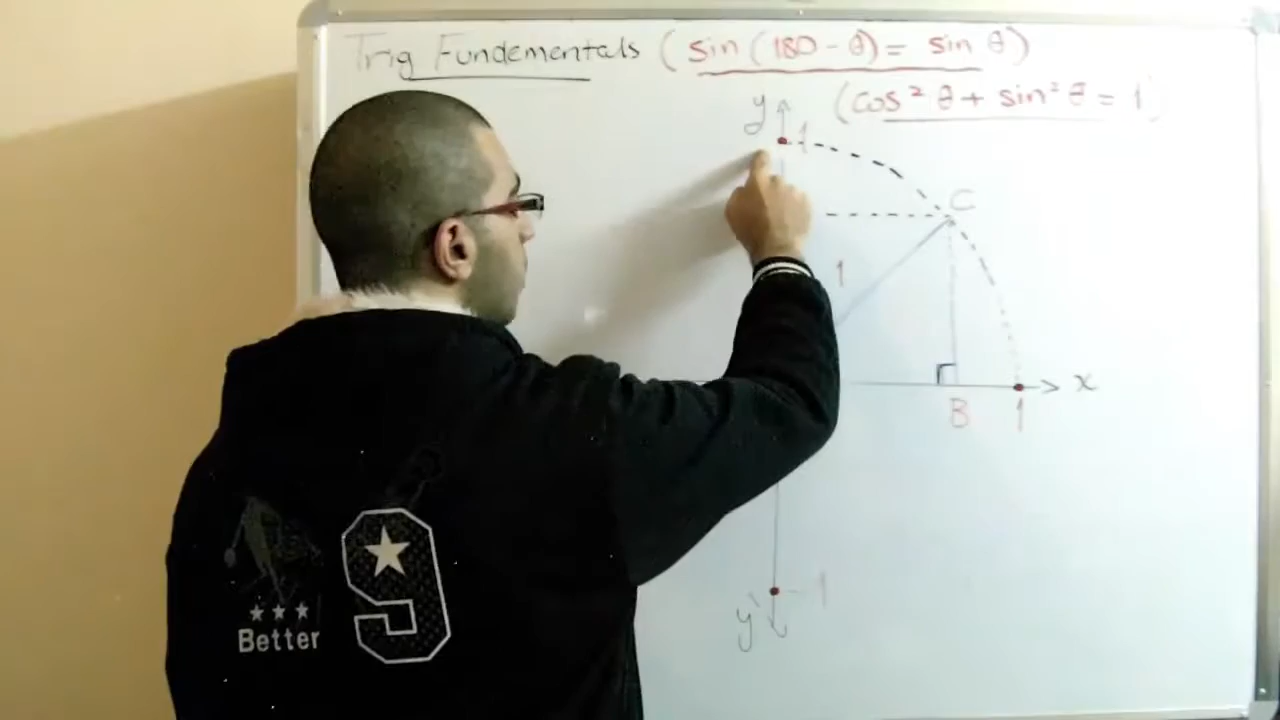 Trig Fundementals (sin (180 - θ) = sin θ)
(cos² θ + sin² θ = 1)
y
1
C
1
x
B
1
-1
y'
9
Better